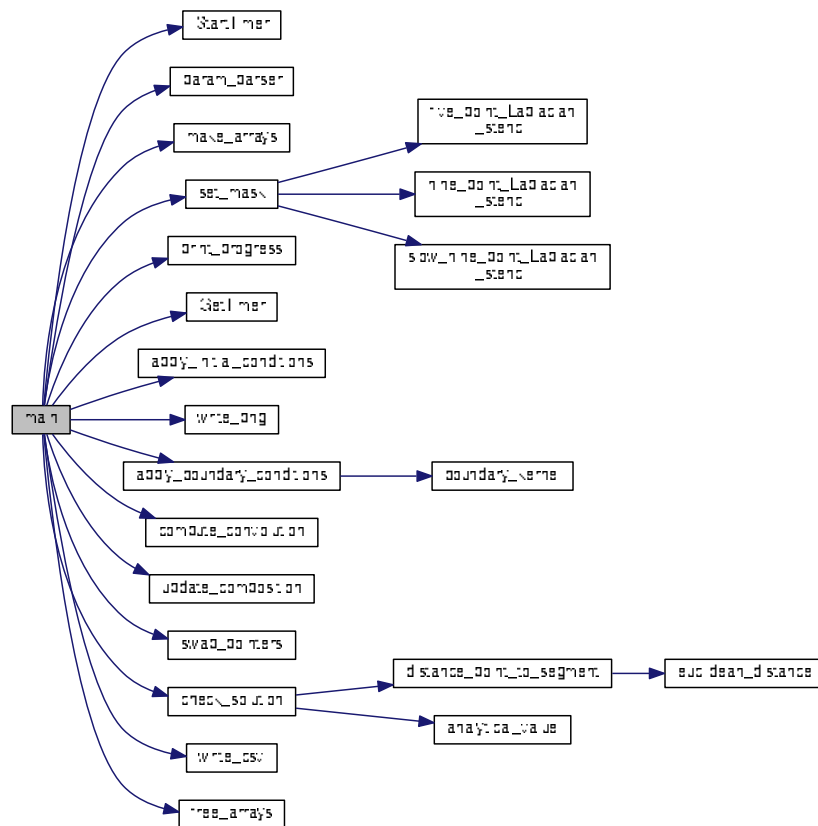 StartTimer
param_parser
make_arrays
set_mask
five_point_Laplacian
_stencil
nine_point_Laplacian
_stencil
slow_nine_point_Laplacian
_stencil
print_progress
GetTimer
apply_initial_conditions
main
write_png
apply_boundary_conditions
boundary_kernel
compute_convolution
update_composition
swap_pointers
check_solution
distance_point_to_segment
euclidean_distance
analytical_value
write_csv
free_arrays